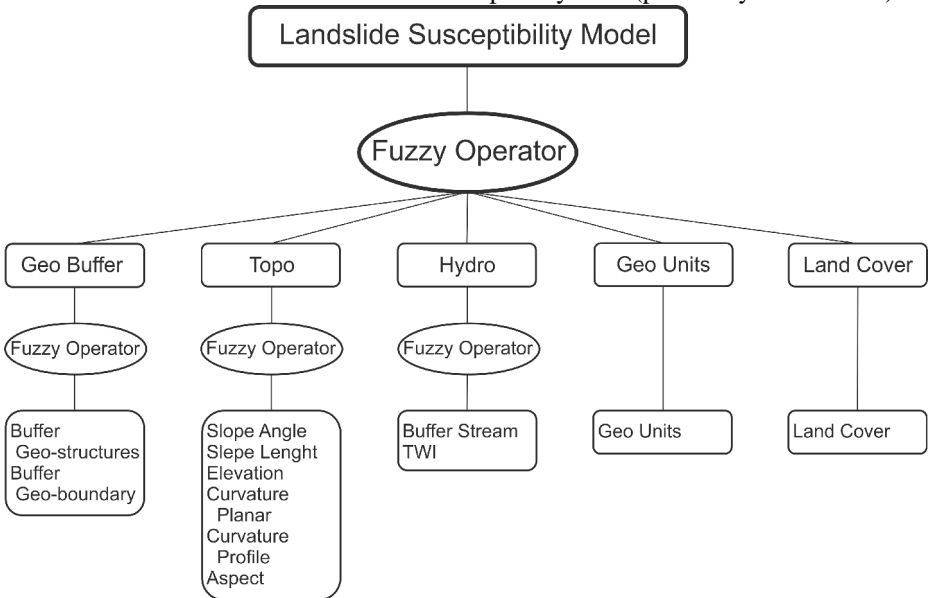 Landslide Susceptibility Model
Fuzzy Operator
Geo Buffer
Topo
Hydro
Geo Units
Land Cover
Fuzzy Operator
Fuzzy Operator
Fuzzy Operator
Buffer
Geo-structures
Buffer
Geo-boundary
Slope Angle
Slepe Lenght
Elevation
Curvature
Planar
Curvature
Profile
Aspect
Buffer Stream
TWI
Geo Units
Land Cover